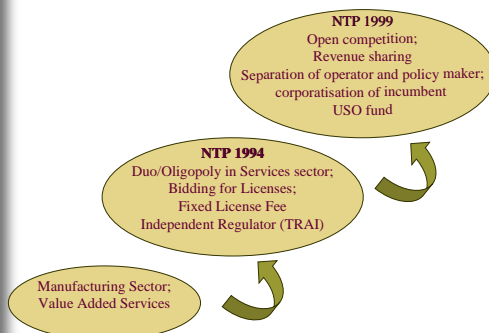 NTP 1999
Open competition;
Revenue sharing
Separation of operator and policy maker;
corporatisation of incumbent
USO fund
NTP 1994
Duo/Oligopoly in Services sector;
Bidding for Licenses;
Fixed License Fee
Independent Regulator (TRAI)
Manufacturing Sector;
Value Added Services